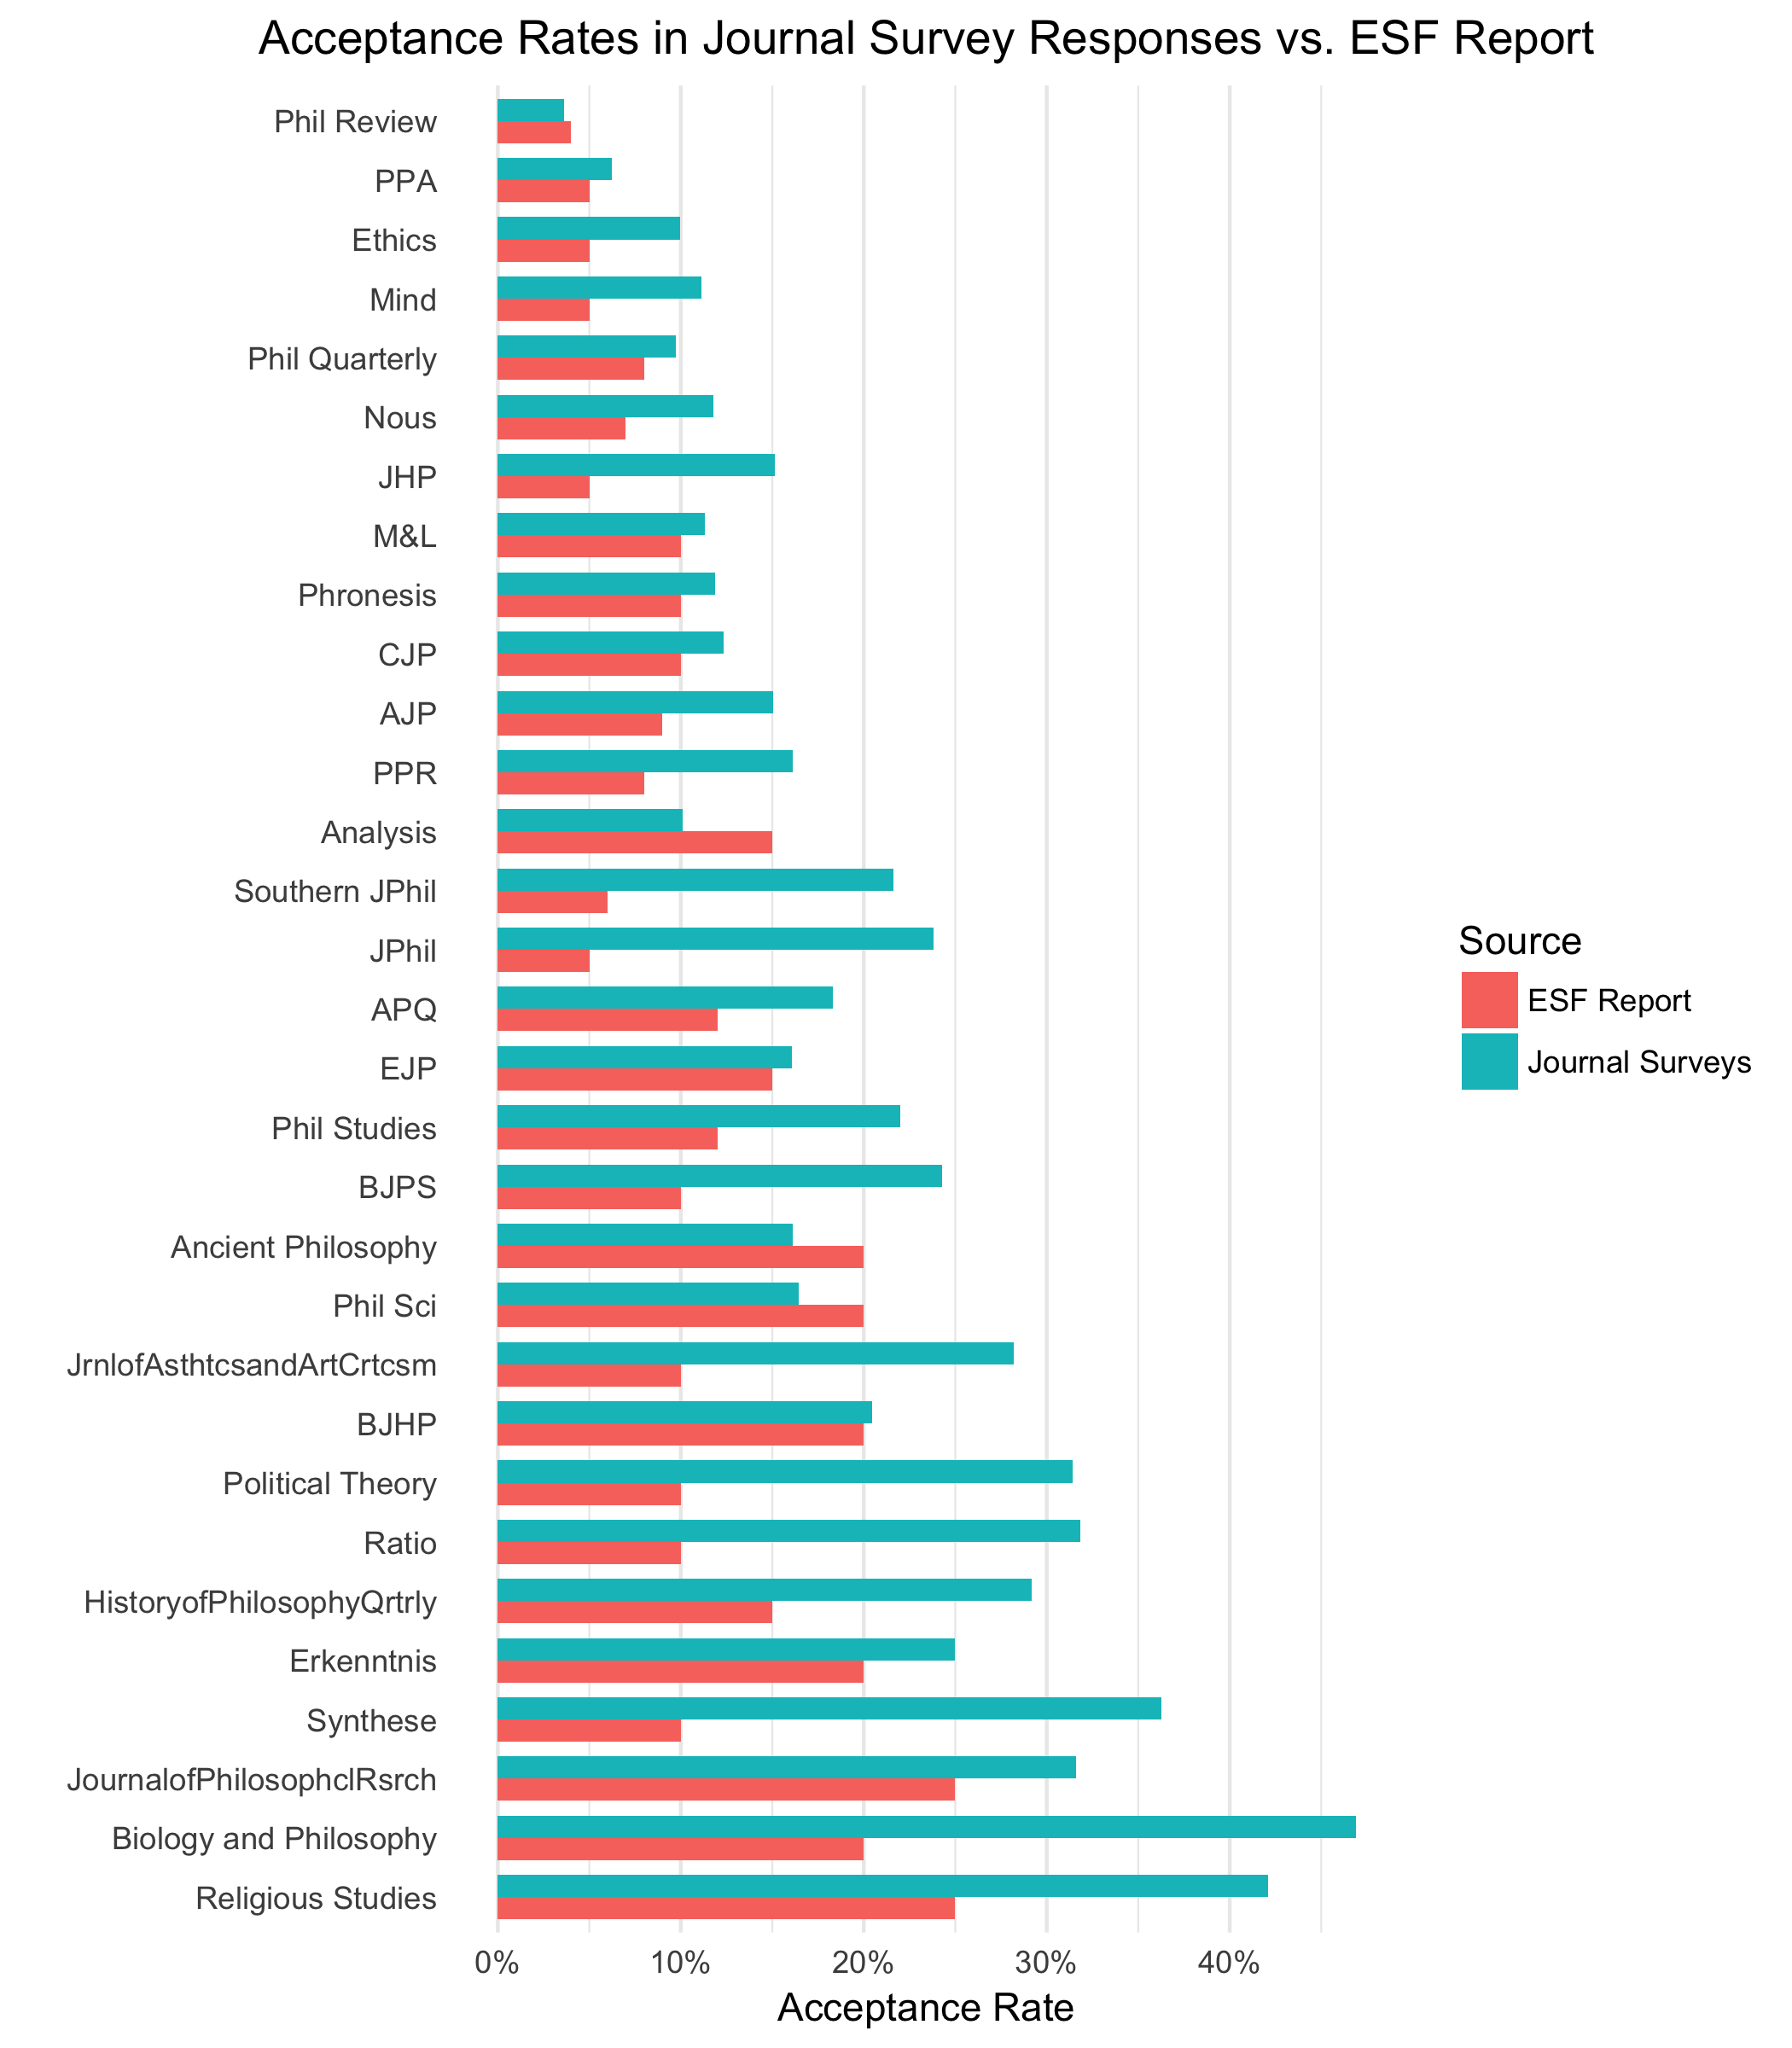 Acceptance Rates in Journal Survey Responses vs. ESF Report
Phil Review
PPA
Ethics
Mind
Phil Quarterly
Nous
JHP
M&L
Phronesis
CJP
AJP
PPR
Analysis
Southern JPhil
JPhil
APQ
EJP
Phil Studies
BJPS
Ancient Philosophy
Phil Sci
JrnlofAsthtcsandArtCrtcsm
BJHP
Political Theory
Ratio
HistoryofPhilosophyQrtrly
Erkenntnis
Synthese
JournalofPhilosophclRsrch
Biology and Philosophy
Religious Studies
0% 10% 20% 30% 40%
Acceptance Rate
Source
ESF Report
Journal Surveys